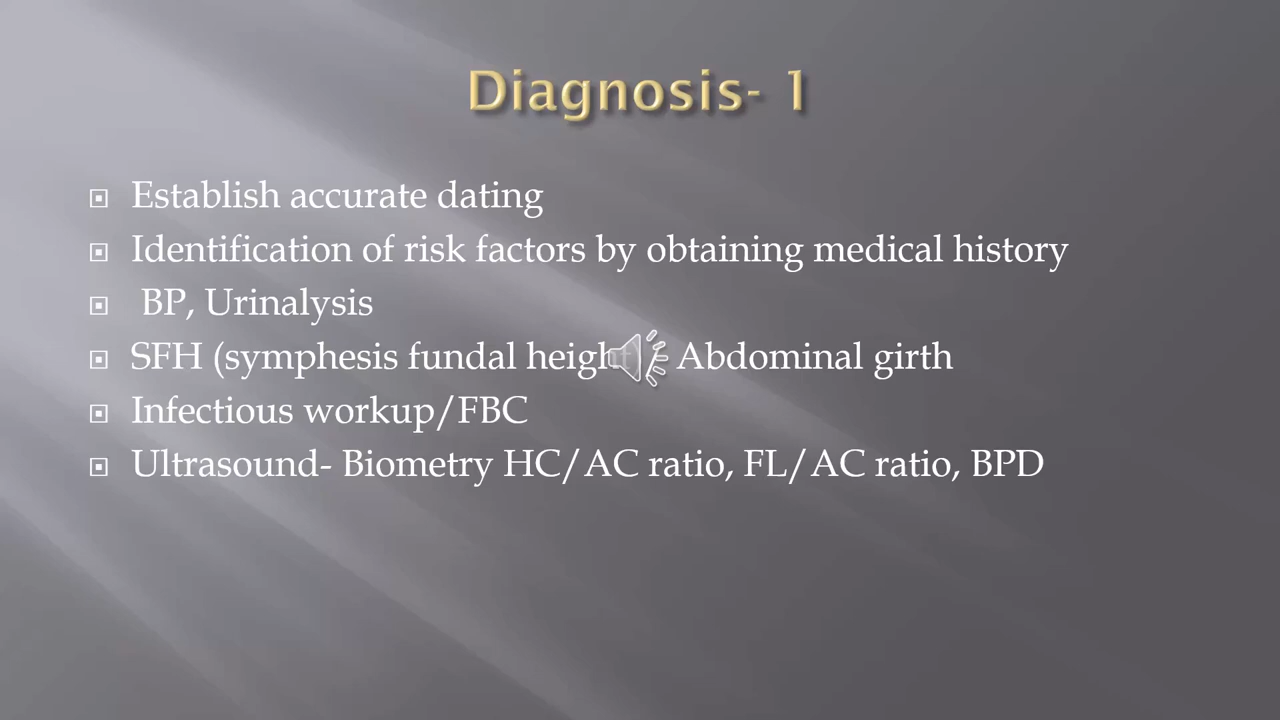 Diagnosis- 1
Establish accurate dating
Identification of risk factors by obtaining medical history
BP, Urinalysis
SFH (symphesis fundal height Abdominal girth
Infectious workup/FBC
Ultrasound- Biometry HC/AC ratio, FL/AC ratio, BPD